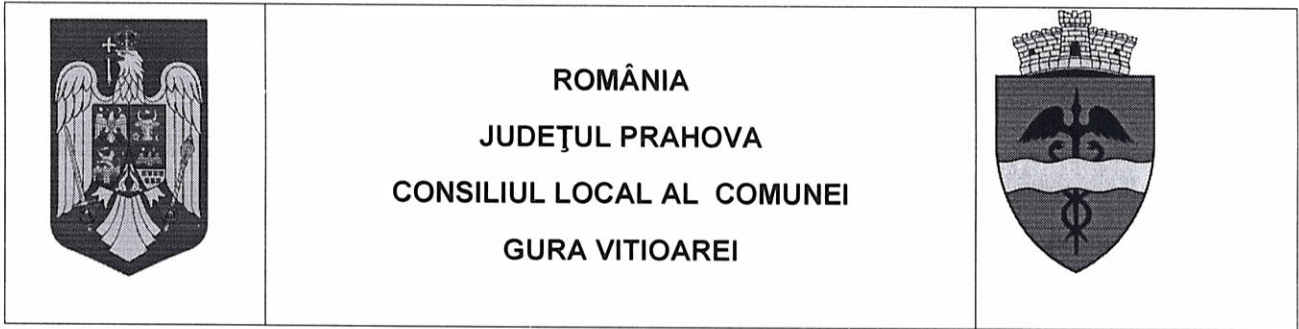 ROMÂNIA
JUDEŢUL PRAHOVA
CONSILIUL LOCAL AL COMUNEI
GURA VITIOAREI